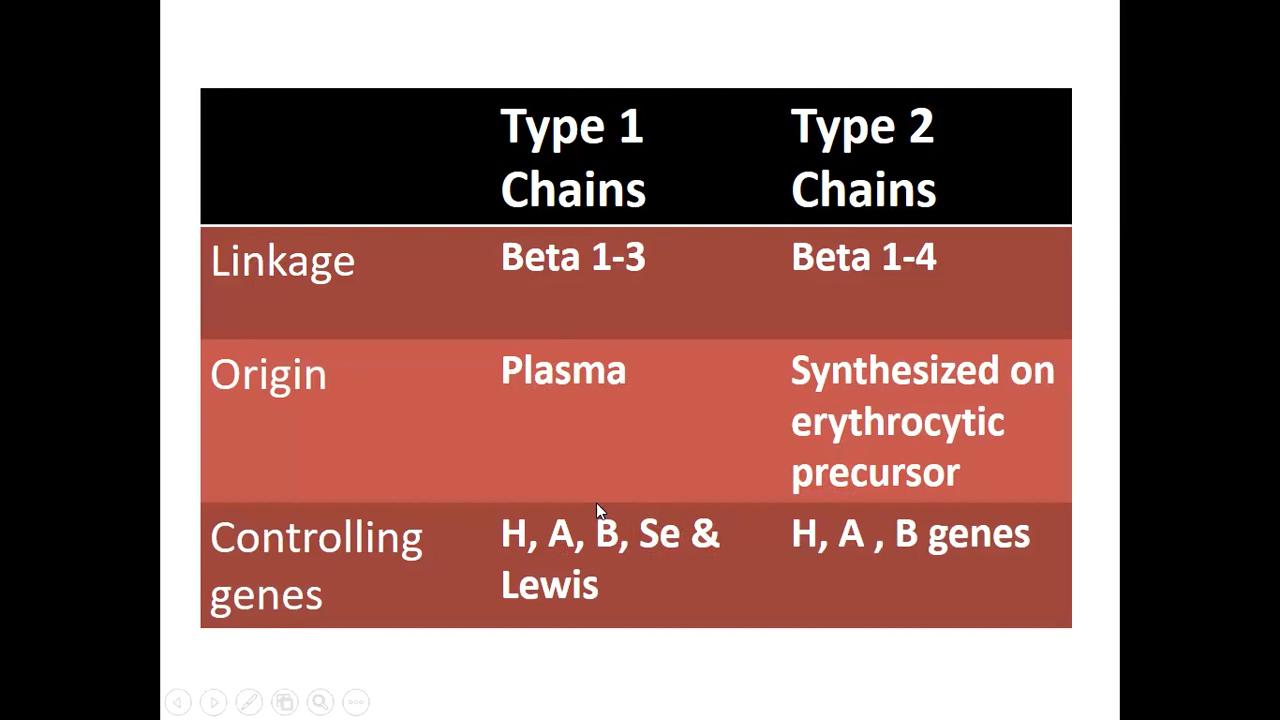 Type 1 Chains
Type 2 Chains
Linkage
Beta 1-3
Beta 1-4
Origin
Plasma
Synthesized on
erythrocytic
precursor
Controlling
genes
H, A, B, Se &
Lewis
H, A , B genes